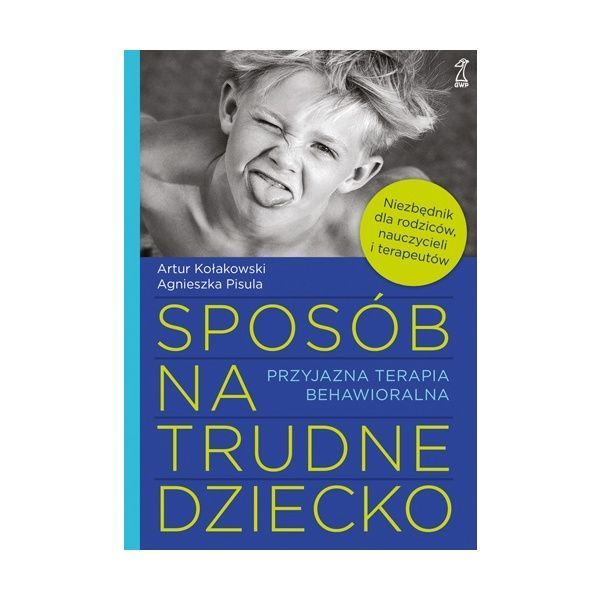 GWP
Niezbędnik
dla rodziców,
nauczycieli
i terapeutów
Artur Kołakowski
Agnieszka Pisula
SPOSÓB
NA
PRZYJAZNA TERAPIA
BEHAWIORALNA
TRUDNE
DZIECKO